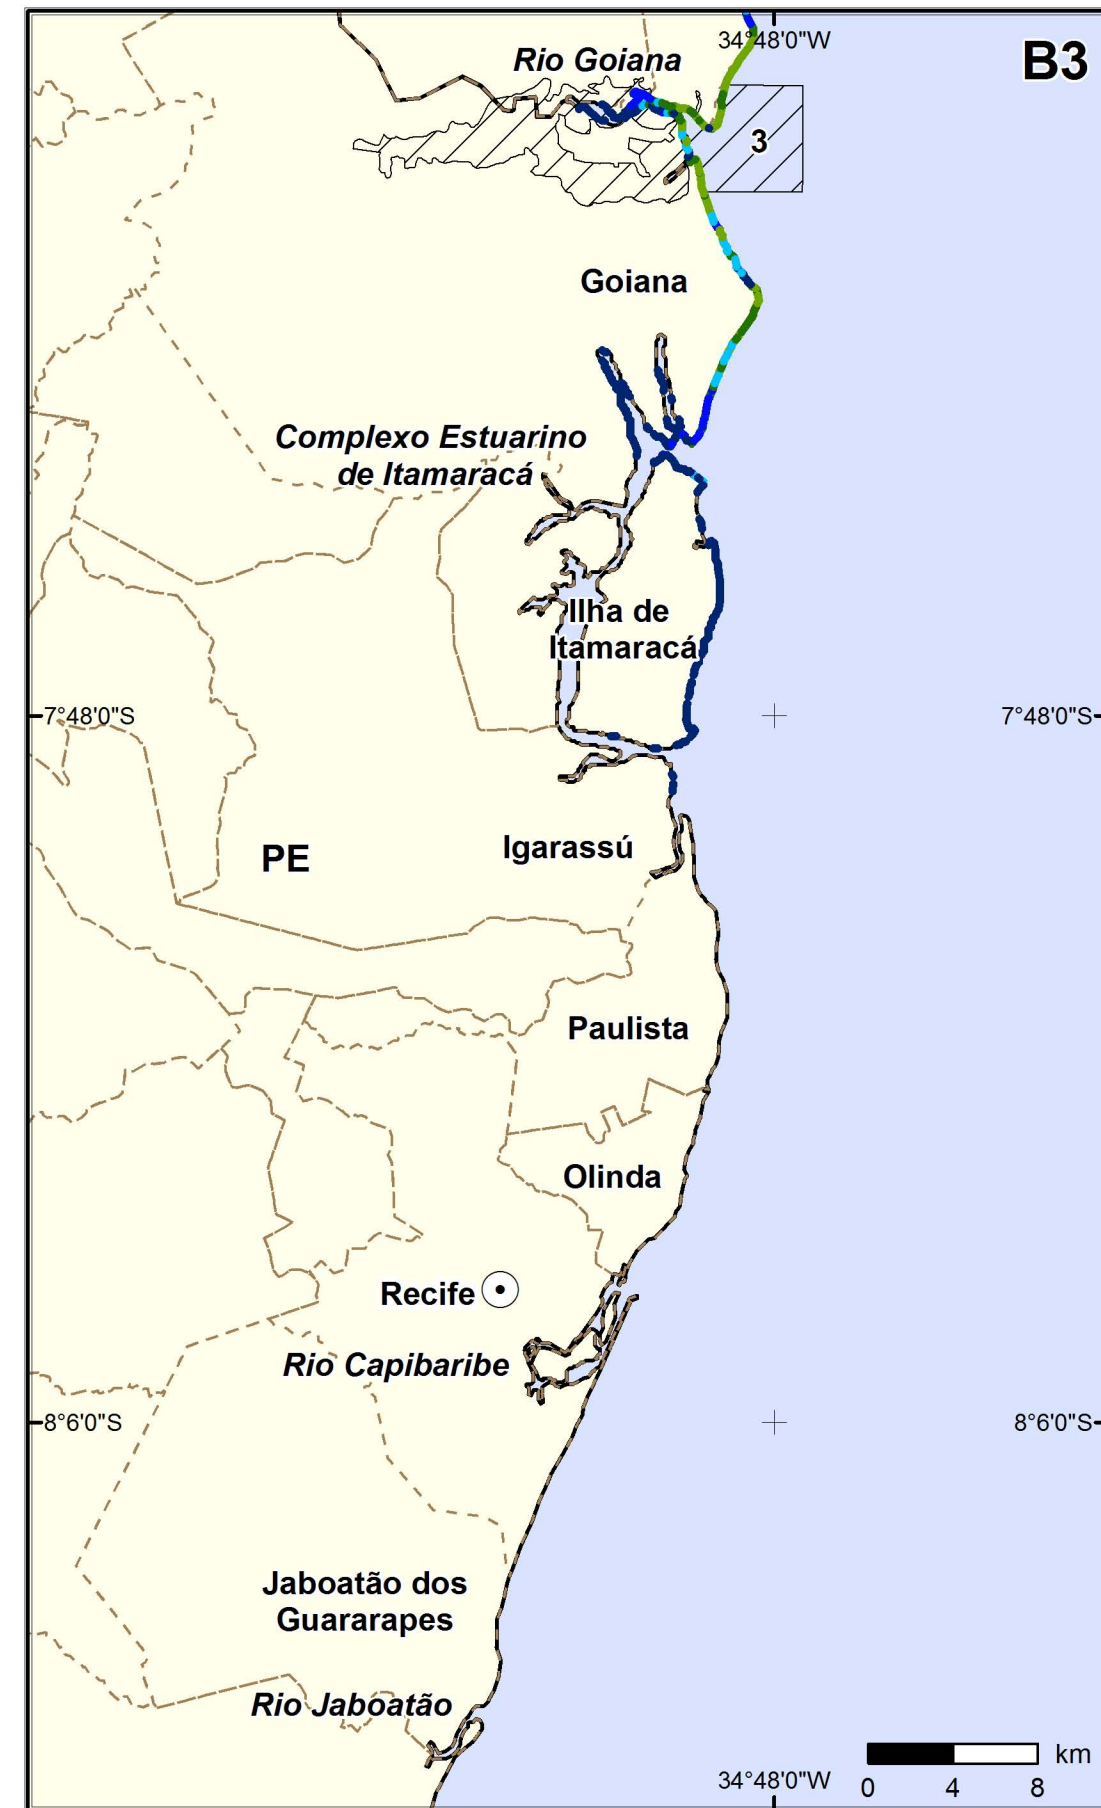 34°48'0"W
B3
Rio Goiana
3
Goiana
Complexo Estuarino
de Itamaracá
Ilha de
Itamaracá
7°48'0"S
7°48'0"S
Igarassú
PE
Paulista
Olinda
Recife
Rio Capibaribe
8°6'0"S
8°6'0"S
Jaboatão dos
Guararapes
Rio Jaboatão
34°48'0"W
km
0 4 8